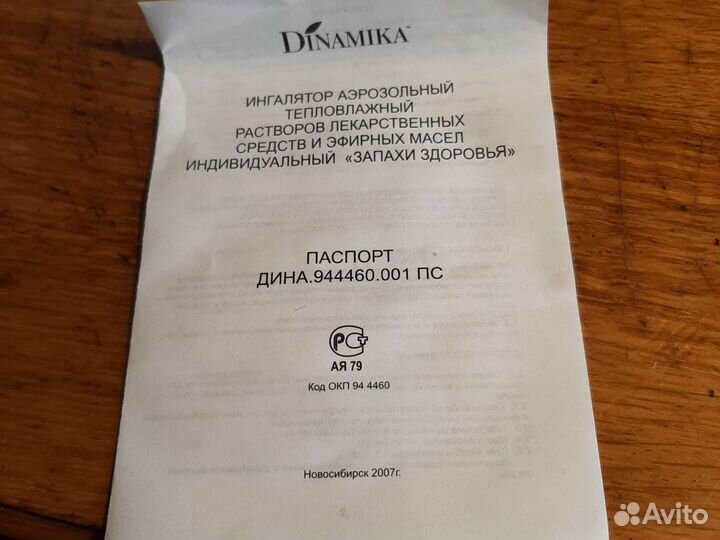 DINAMIKA™
ИНГАЛЯТОР АЭРОЗОЛЬНЫЙ
ТЕПЛОВЛАЖНЫЙ
РАСТВОРОВ ЛЕКАРСТВЕННЫХ
СРЕДСТВ И ЭФИРНЫХ МАСЕЛ
ИНДИВИДУАЛЬНЫЙ «ЗАПАХИ ЗДОРОВЬЯ»
ПАСПОРТ
ДИНА.944460.001 ПС
РСТ
АЯ 79
Код ОКП 94 4460
Новосибирск 2007г.
Avito